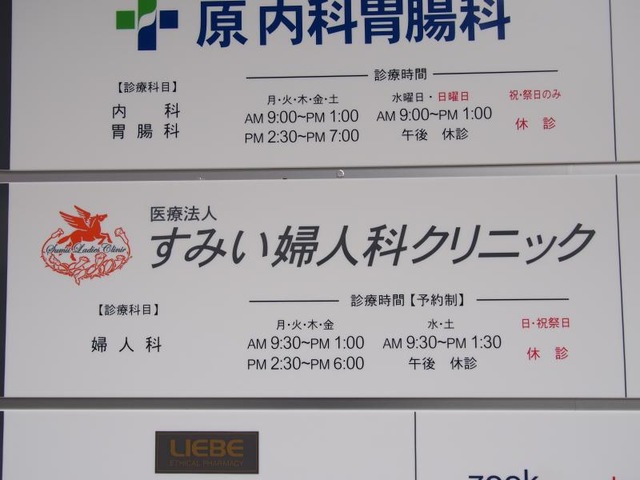 原 内科胃腸科
診療時間
【診療科目】
内科
胃腸科
月・火・木・金・土
AM 9:00~PM 1:00
PM 2:30~PM 7:00
水曜日・日曜日
AM 9:00~PM 1:00
午後 休診
祝・祭日のみ
休診
医療法人
すみい婦人科クリニック
Sumii Ladies Clinic
診療時間【予約制】
【診療科目】
婦人科
月・火・木・金
AM 9:30~PM 1:00
PM 2:30~PM 6:00
水・土
AM 9:30~PM 1:30
午後 休診
日・祝祭日
休診
LIEBE
ETHICAL PHARMACY